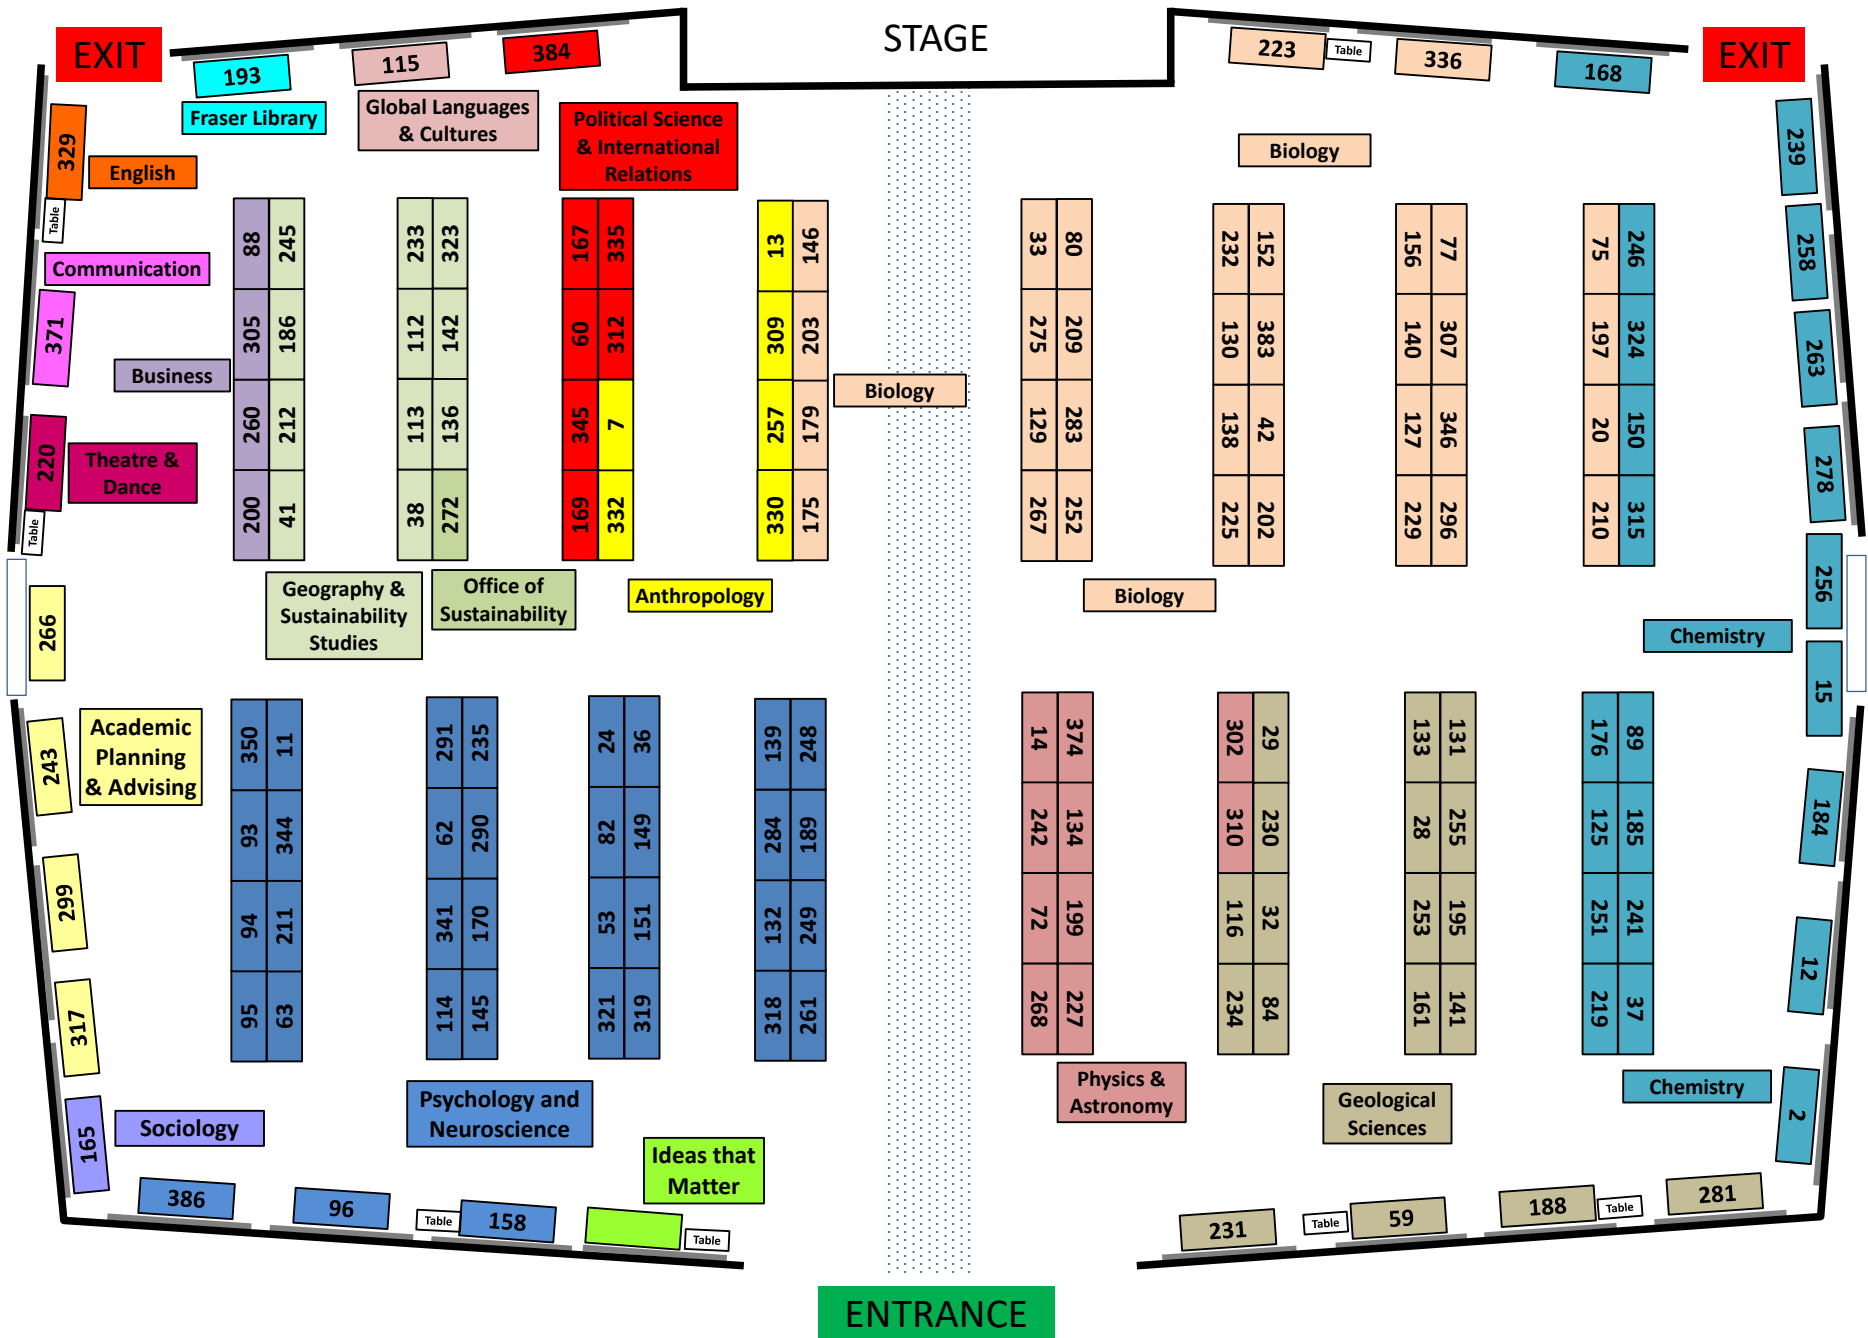 STAGE
EXIT
EXIT
193
115
384
223
Table
336
168
Fraser Library
Global Languages
& Cultures
Political Science
& International
Relations
Biology
329
English
Table
Communication
371
Business
220
Theatre &
Dance
Table
88 245
305 186
260 212
200 41
233 323
112 142
113 136
38 272
167 335
60 312
345 7
169 332
13 146
309 203
257 179
330 175
Biology
33 80
275 209
129 283
267 252
232 152
130 383
138 42
225 202
156 77
140 307
127 346
229 296
75 246
197 324
20 150
210 315
239
258
263
278
256
15
Geography &
Sustainability
Studies
Office of
Sustainability
Anthropology
Biology
Chemistry
266
243
Academic
Planning
& Advising
299
317
165
Sociology
350 11
93 344
94 211
95 63
291 235
62 290
341 170
114 145
24 36
82 149
53 151
321 319
139 248
284 189
132 249
318 261
14 374
242 134
72 199
268 227
302 29
310 230
116 32
234 84
133 131
28 255
253 195
161 141
176 89
125 185
251 241
219 37
184
12
2
Psychology and
Neuroscience
Ideas that
Matter
Physics &
Astronomy
Geological
Sciences
Chemistry
386
96
Table
158
Table
231
Table
59
188
Table
281
ENTRANCE